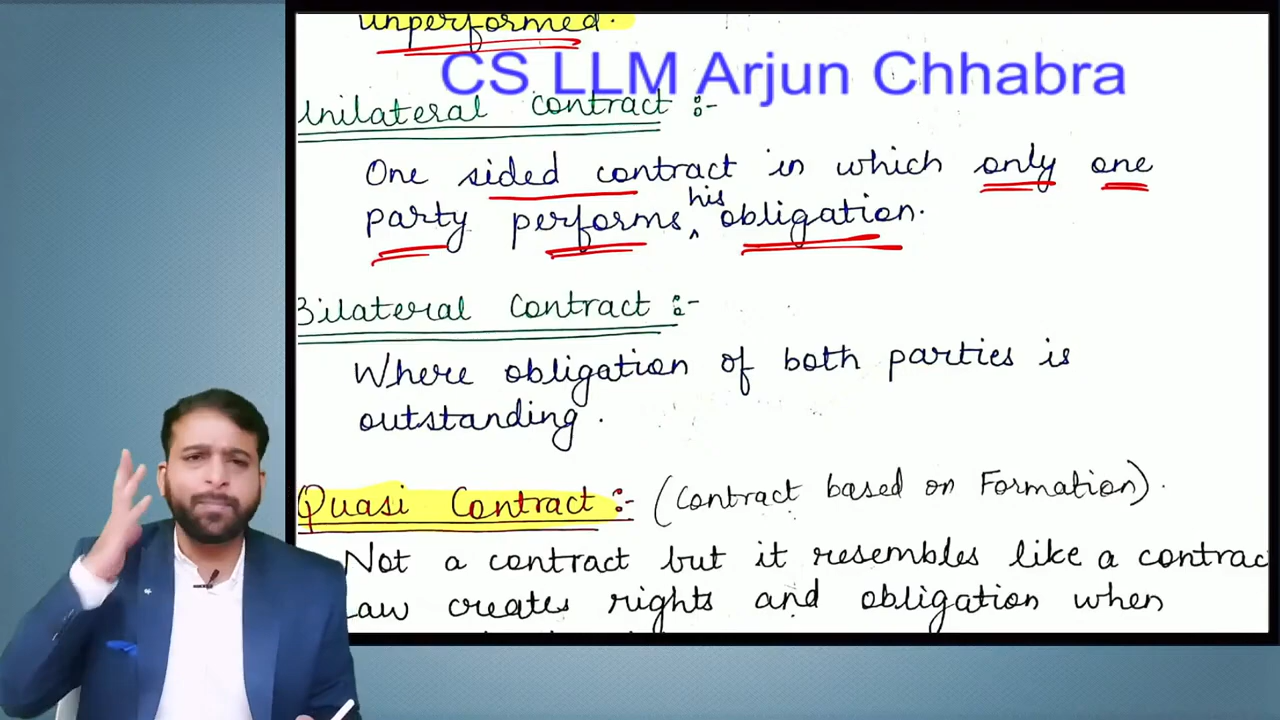 unperformed.
CS LLM Arjun Chhabra
Unilateral contract :-
One sided contract in which only one
party performs his obligation.
Bilateral Contract :-
Where obligation of both parties is
outstanding.
Quasi Contract :- (Contract based on Formation).
Not a contract but it resembles like a contrac
Law creates rights and obligation when